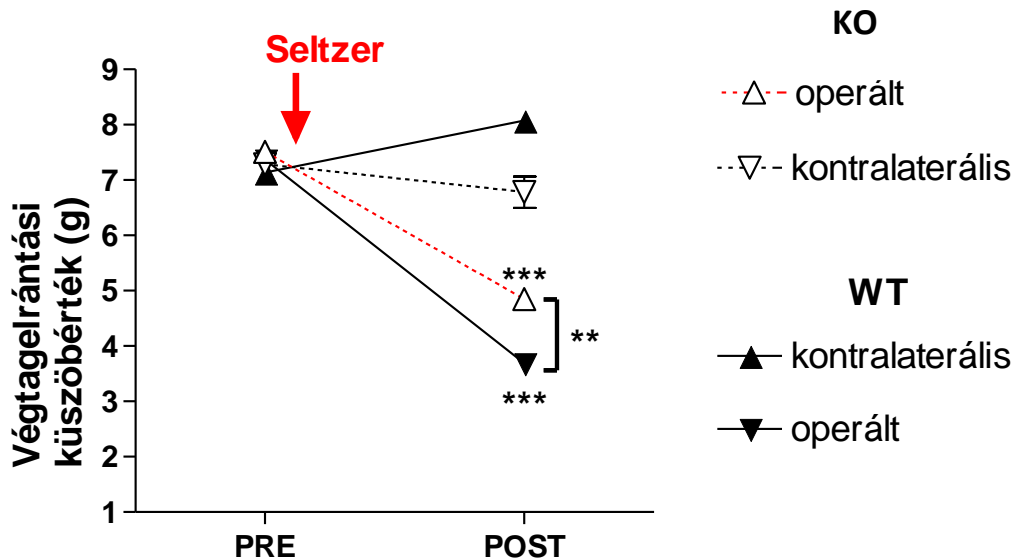 Seltzer
9
8
7
6
5
4
3
2
1
Végtagelrántási
küszöbérték (g)
PRE
POST
***
**
***
KO
operált
kontralaterális
WT
kontralaterális
operált